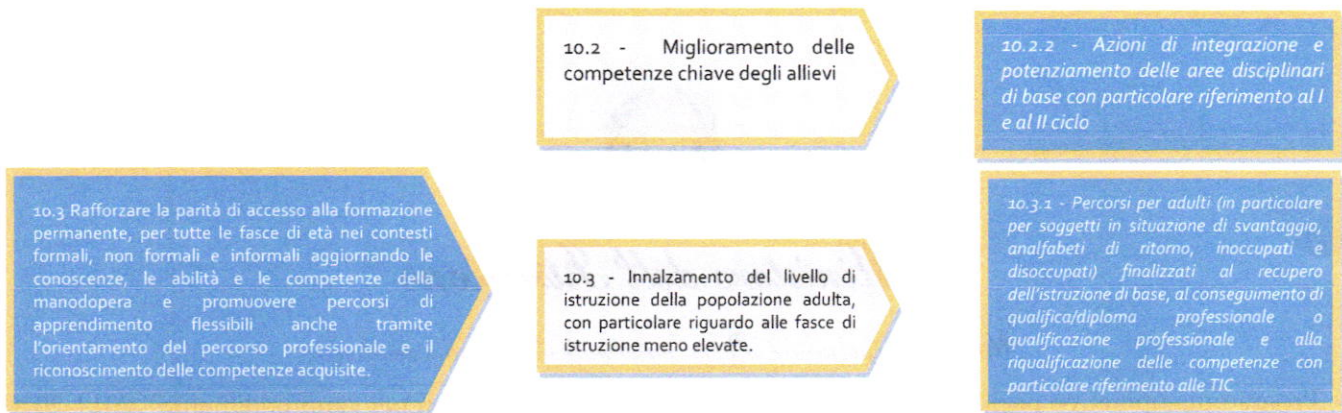 10.2 - Miglioramento delle
competenze chiave degli allievi
10.2.2 - Azioni di integrazione e
potenziamento delle aree disciplinari
di base con particolare riferimento al I
e al II ciclo
10.3 Rafforzare la parità di accesso alla formazione
permanente, per tutte le fasce di età nei contesti
formali, non formali e informali aggiornando le
conoscenze, le abilità e le competenze della
manodopera e promuovere percorsi di
apprendimento flessibili anche tramite
l'orientamento del percorso professionale e il
riconoscimento delle competenze acquisite.
10.3 - Innalzamento del livello di
istruzione della popolazione adulta,
con particolare riguardo alle fasce di
istruzione meno elevate.
10.3.1 - Percorsi per adulti (in particolare
per soggetti in situazione di svantaggio,
analfabeti di ritorno, inoccupati e
disoccupati) finalizzati al recupero
dell'istruzione di base, al conseguimento di
qualifica/diploma professionale o
qualificazione professionale e alla
riqualificazione delle competenze con
particolare riferimento alle TIC